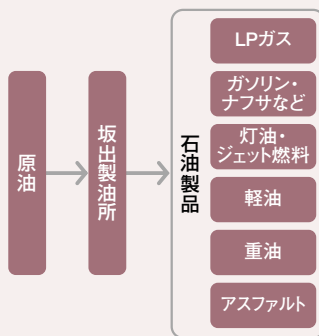 原油
坂出製油所
石油製品
LPガス
ガソリン・
ナフサなど
灯油・
ジェット燃料
軽油
重油
アスファルト